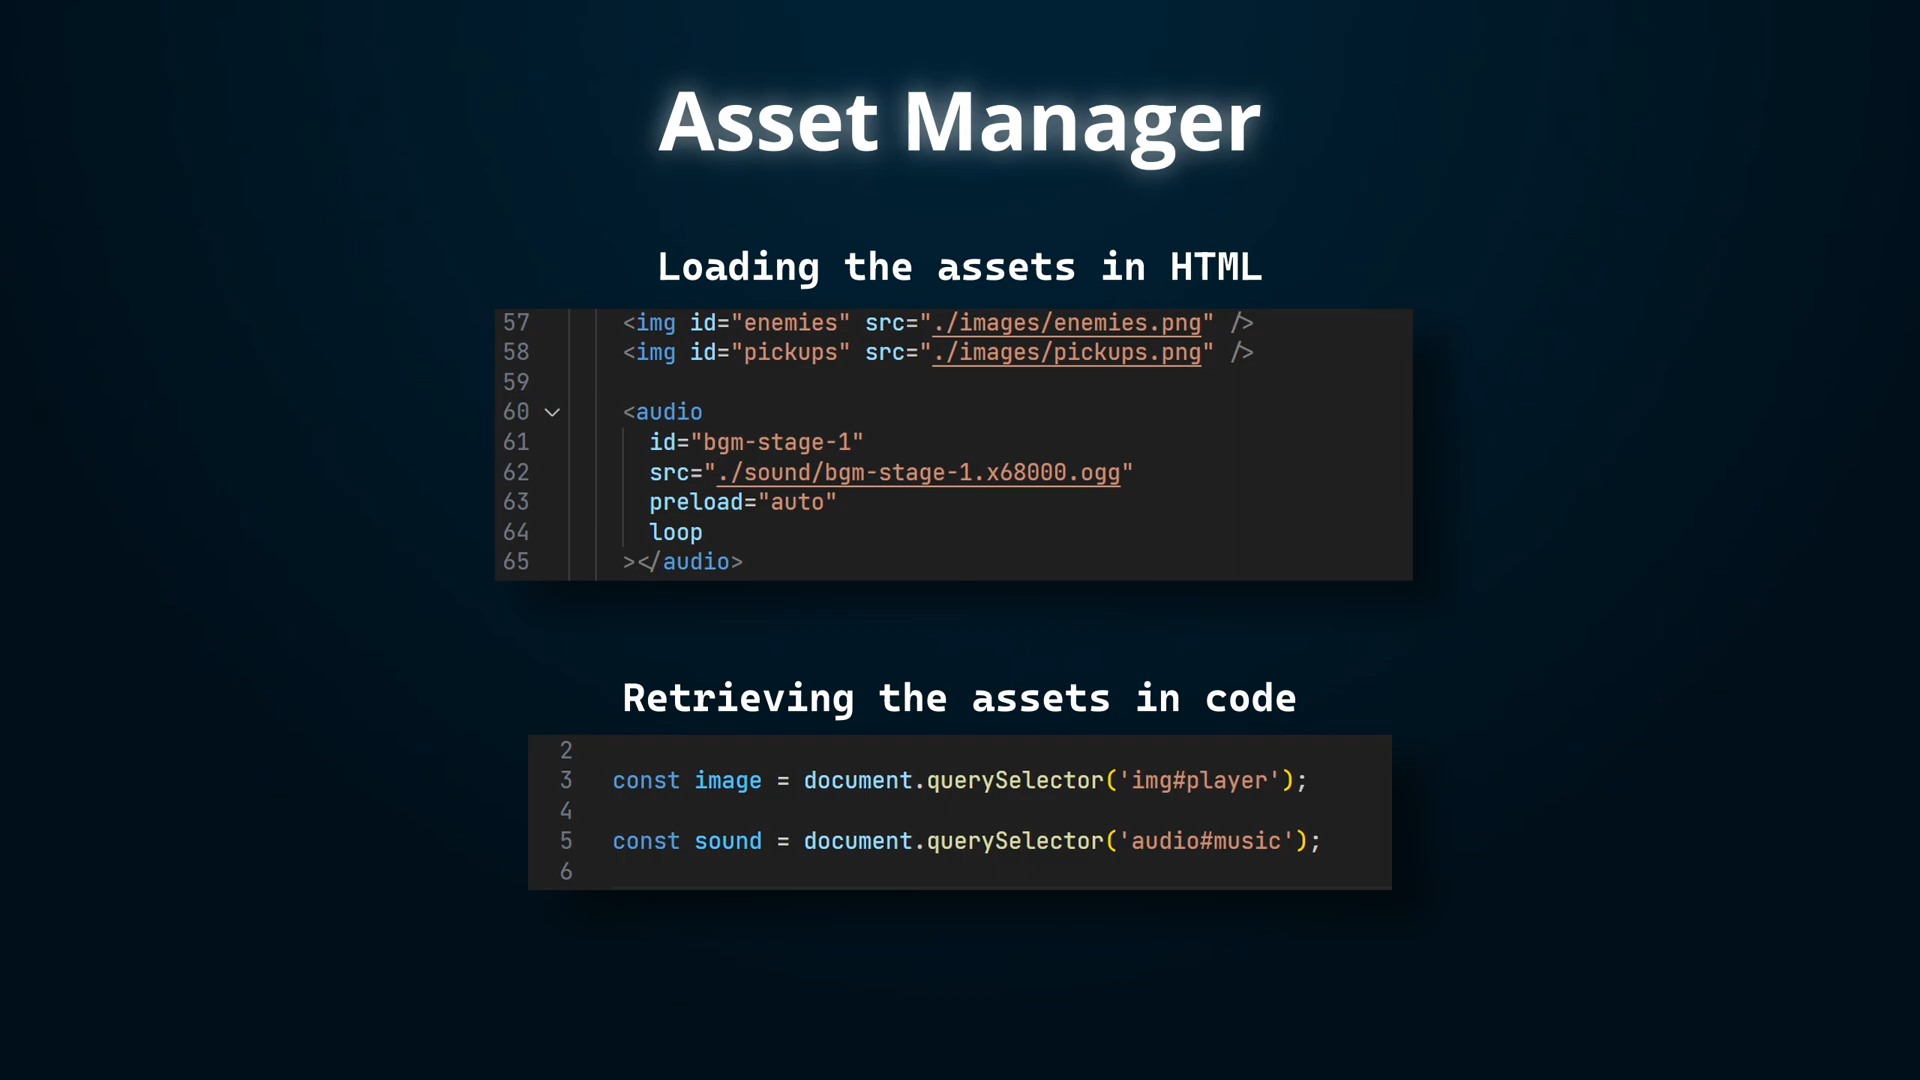 Asset Manager
Loading the assets in HTML
57 <img id="enemies" src="./images/enemies.png" />
58 <img id="pickups" src="./images/pickups.png" />
59
60 <audio
61 id="bgm-stage-1"
62 src="./sound/bgm-stage-1.x68000.ogg"
63 preload="auto"
64 loop
65 ></audio>
Retrieving the assets in code
2
3 const image = document.querySelector('img#player');
4
5 const sound = document.querySelector('audio#music');
6